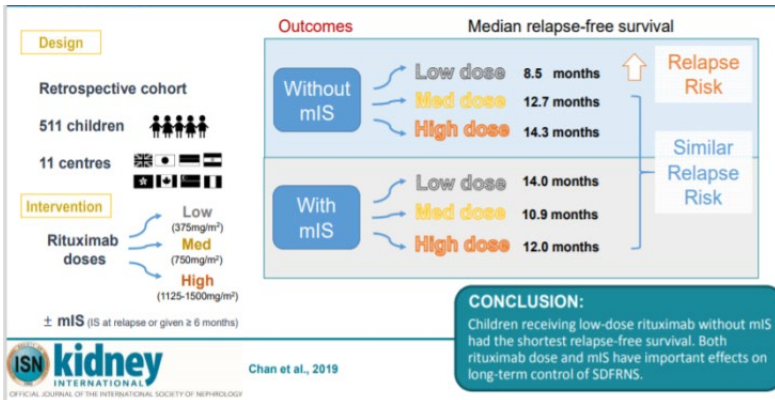 Design
Retrospective cohort
511 children
11 centres
Intervention
Rituximab
doses
Low
(375mg/m²)
Med
(750mg/m²)
High
(1125-1500mg/m²)
± mIS (IS at relapse or given ≥ 6 months)
Outcomes
Median relapse-free survival
Without
mIS
Low dose 8.5 months
Med dose 12.7 months
High dose 14.3 months
With
mIS
Low dose 14.0 months
Med dose 10.9 months
High dose 12.0 months
Relapse
Risk
Similar
Relapse
Risk
CONCLUSION:
Children receiving low-dose rituximab without mIS
had the shortest relapse-free survival. Both
rituximab dose and mIS have important effects on
long-term control of SDFRNS.
ISN
kidney
INTERNATIONAL
OFFICIAL JOURNAL OF THE INTERNATIONAL SOCIETY OF NEPHROLOGY
Chan et al., 2019